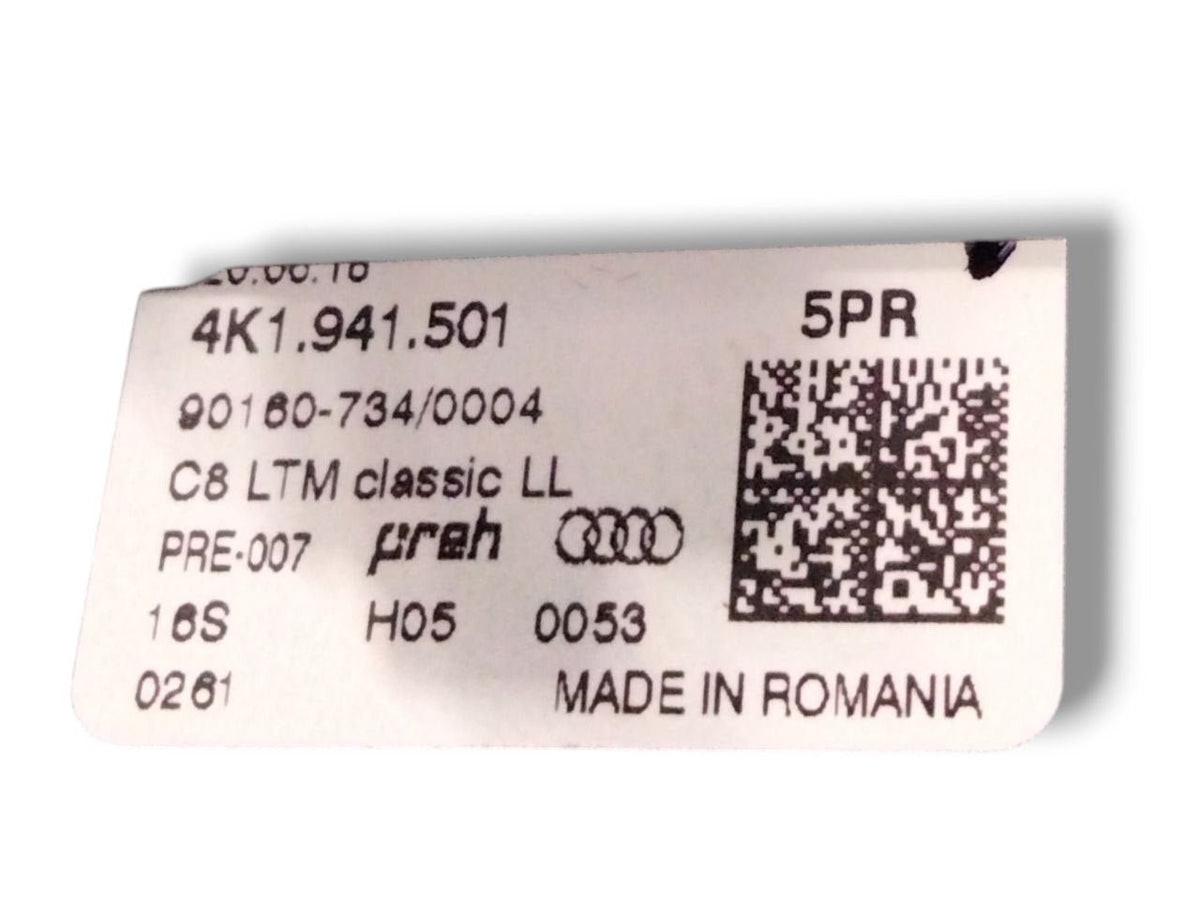 4K1.941.501 5PR
90160-734/0004
C8 LTM classic LL
PRE-007 preh
16S H05 0053
0261 MADE IN ROMANIA